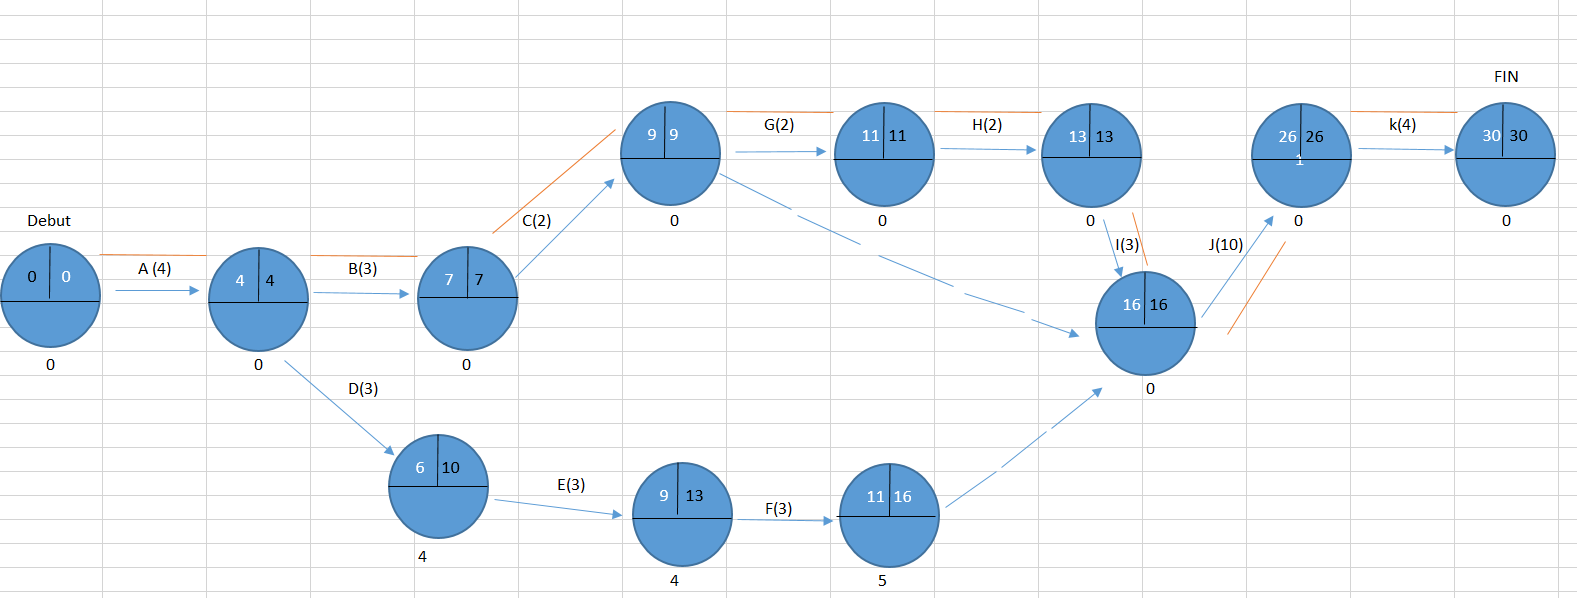 FIN
9 9
G(2)
11 11
H(2)
13 13
26 26
1
k(4)
30 30
Debut
C(2)
0
0
0
0
0
0 0
A (4)
4 4
B(3)
7 7
I(3)
J(10)
16 16
0
0
0
D(3)
0
6 10
E(3)
9 13
F(3)
11 16
4
4
5